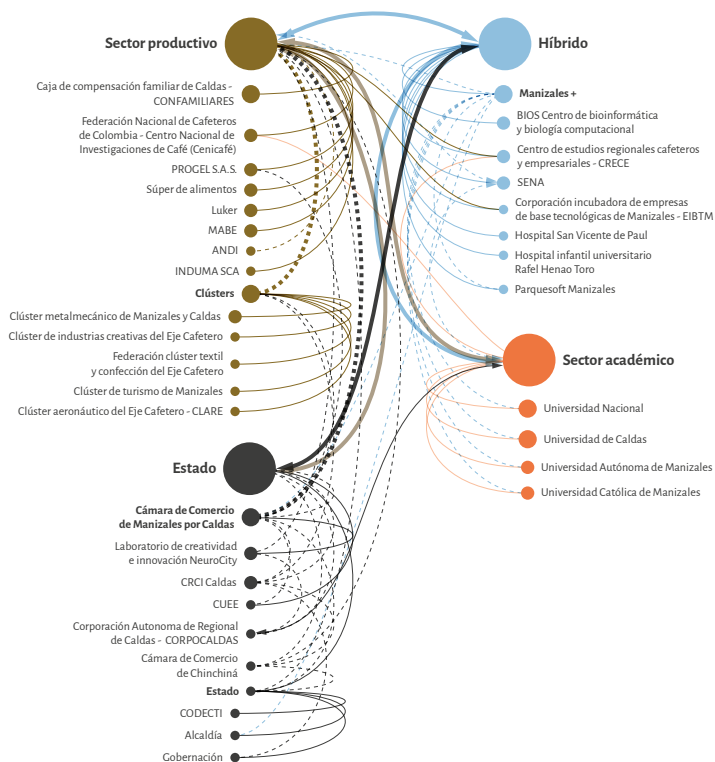 Sector productivo
Caja de compensación familiar de Caldas -
CONFAMILIARES
Federación Nacional de Cafeteros
de Colombia - Centro Nacional de
Investigaciones de Café (Cenicafé)
PROGEL S.A.S.
Súper de alimentos
Luker
MABE
ANDI
INDUMA SCA
Clústers
Clúster metalmecánico de Manizales y Caldas
Clúster de industrias creativas del Eje Cafetero
Federación clúster textil
y confección del Eje Cafetero
Clúster de turismo de Manizales
Clúster aeronáutico del Eje Cafetero - CLARE
Estado
Cámara de Comercio
de Manizales por Caldas
Laboratorio de creatividad
e innovación NeuroCity
CRCI Caldas
CUEE
Corporación Autonoma de Regional
de Caldas - CORPOCALDAS
Cámara de Comercio
de Chinchiná
Estado
CODECTI
Alcaldía
Gobernación
Híbrido
Manizales +
BIOS Centro de bioinformática
y biología computacional
Centro de estudios regionales cafeteros
y empresariales - CRECE
SENA
Corporación incubadora de empresas
de base tecnológicas de Manizales - EIBTM
Hospital San Vicente de Paul
Hospital infantil universitario
Rafel Henao Toro
Parquesoft Manizales
Sector académico
Universidad Nacional
Universidad de Caldas
Universidad Autónoma de Manizales
Universidad Católica de Manizales